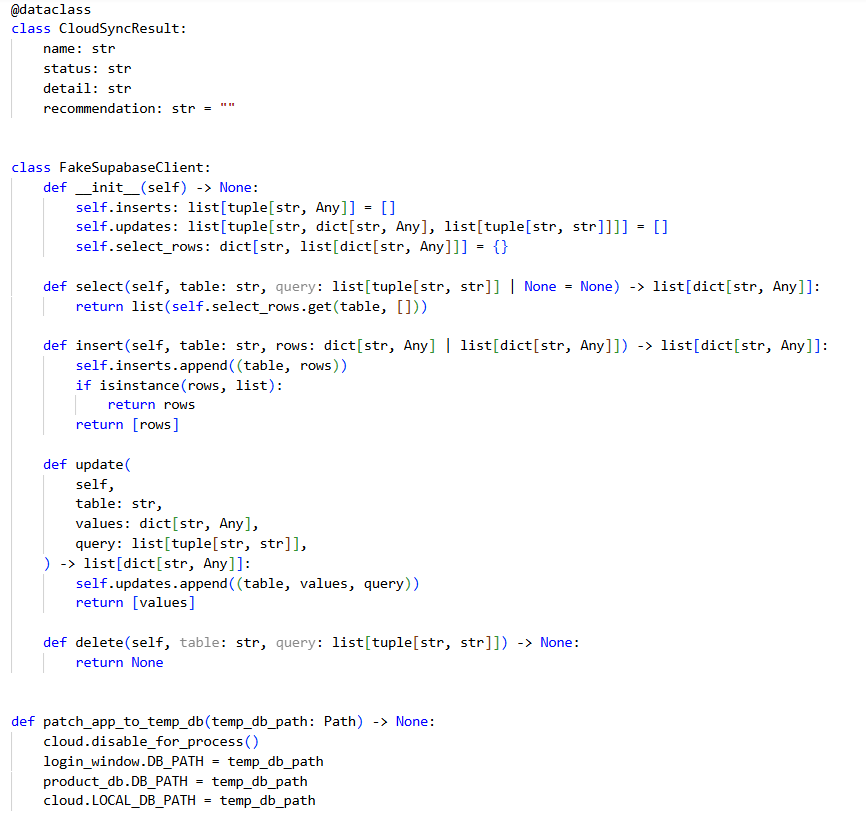 @dataclass
class CloudSyncResult:
    name: str
    status: str
    detail: str
    recommendation: str = ""
class FakeSupabaseClient:
    def __init__(self) -> None:
        self.inserts: list[tuple[str, Any]] = []
        self.updates: list[tuple[str, dict[str, Any], list[tuple[str, str]]]] = []
        self.select_rows: dict[str, list[dict[str, Any]]] = {}
    def select(self, table: str, query: list[tuple[str, str]] | None = None) -> list[dict[str, Any]]:
        return list(self.select_rows.get(table, []))
    def insert(self, table: str, rows: dict[str, Any] | list[dict[str, Any]]) -> list[dict[str, Any]]:
        self.inserts.append((table, rows))
        if isinstance(rows, list):
            return rows
        return [rows]
    def update(
        self,
        table: str,
        values: dict[str, Any],
        query: list[tuple[str, str]],
    ) -> list[dict[str, Any]]:
        self.updates.append((table, values, query))
        return [values]
    def delete(self, table: str, query: list[tuple[str, str]]) -> None:
        return None
def patch_app_to_temp_db(temp_db_path: Path) -> None:
    cloud.disable_for_process()
    login_window.DB_PATH = temp_db_path
    product_db.DB_PATH = temp_db_path
    cloud.LOCAL_DB_PATH = temp_db_path